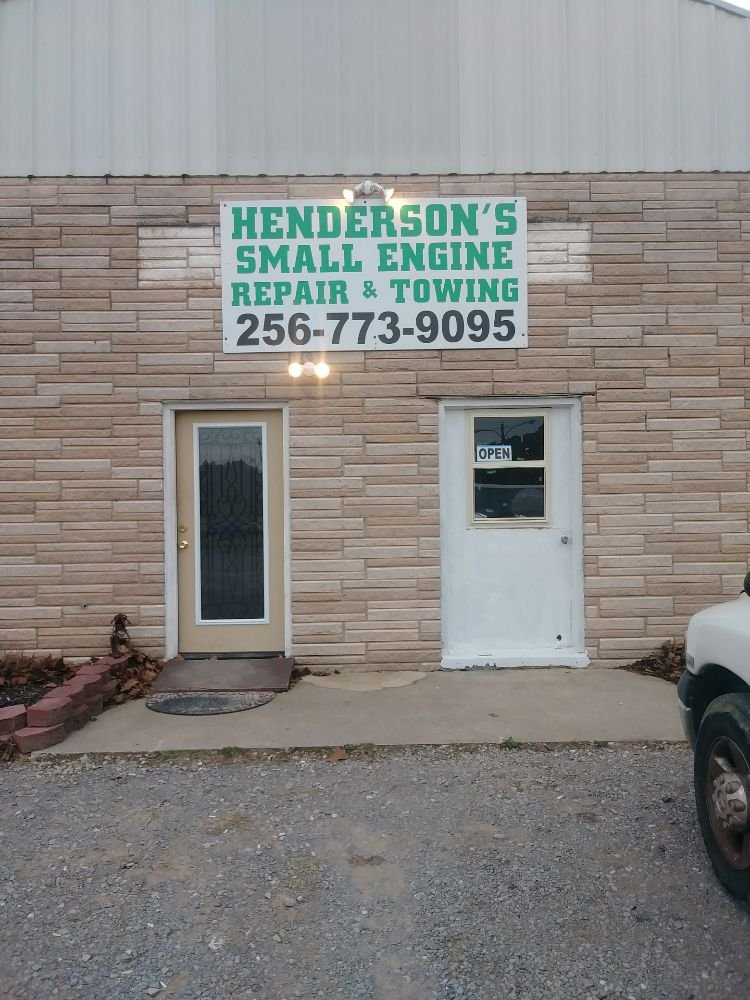 HENDERSON'S
SMALL ENGINE
REPAIR & TOWING
256-773-9095
OPEN